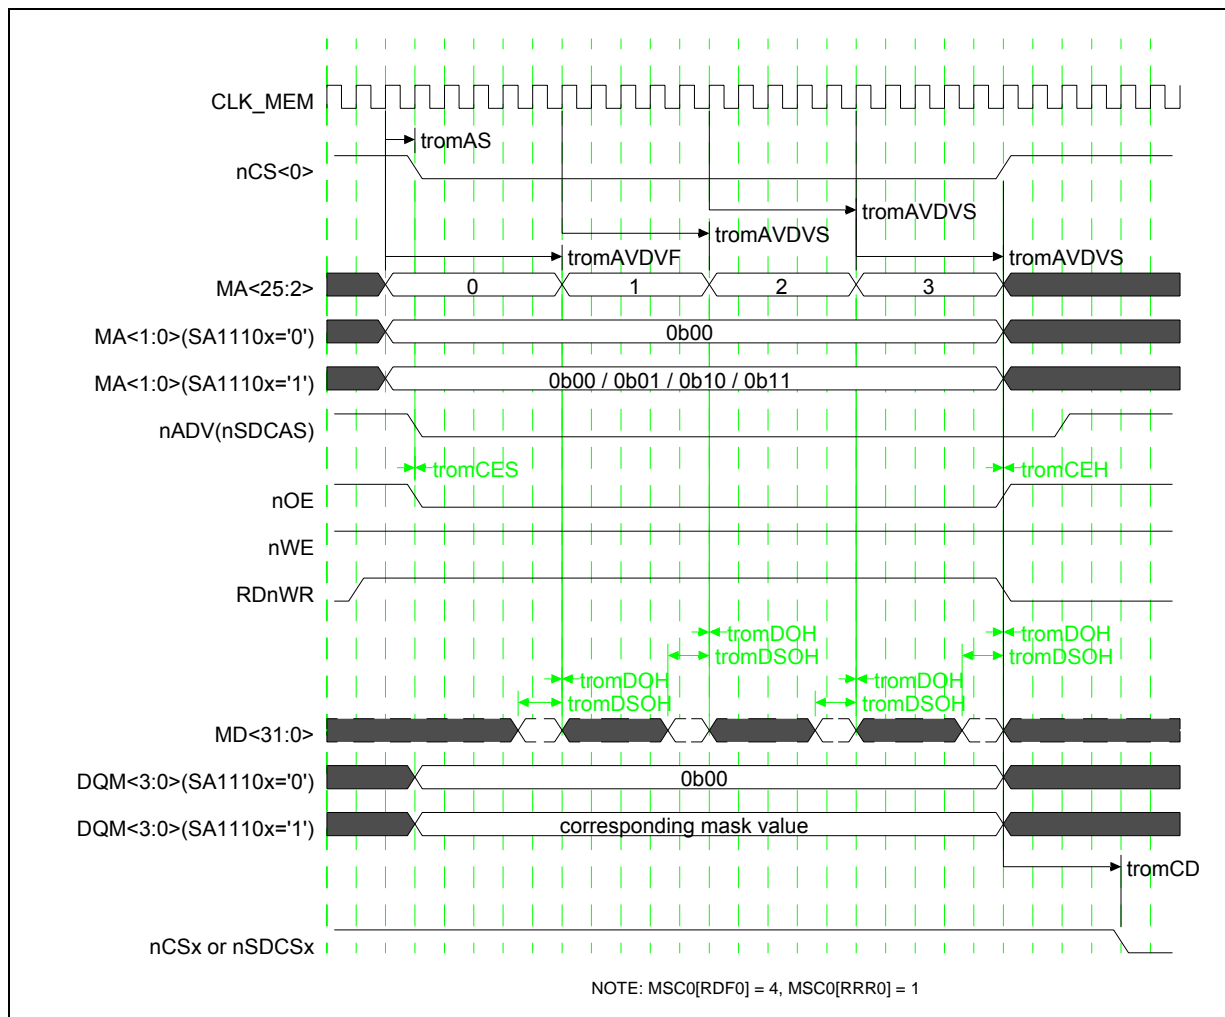 CLK_MEM
tromAS
nCS<0>
tromAVDVS
tromAVDVS
tromAVDVF
tromAVDVS
MA<25:2>
0
1
2
3
MA<1:0>(SA1110x='0')
0b00
MA<1:0>(SA1110x='1')
0b00 / 0b01 / 0b10 / 0b11
nADV(nSDCAS)
tromCES
tromCEH
nOE
nWE
RDnWR
tromDOH
tromDOH
tromDSOH
tromDSOH
tromDOH
tromDOH
tromDSOH
tromDSOH
MD<31:0>
DQM<3:0>(SA1110x='0')
0b00
DQM<3:0>(SA1110x='1')
corresponding mask value
tromCD
nCSx or nSDCSx
NOTE: MSC0[RDF0] = 4, MSC0[RRR0] = 1